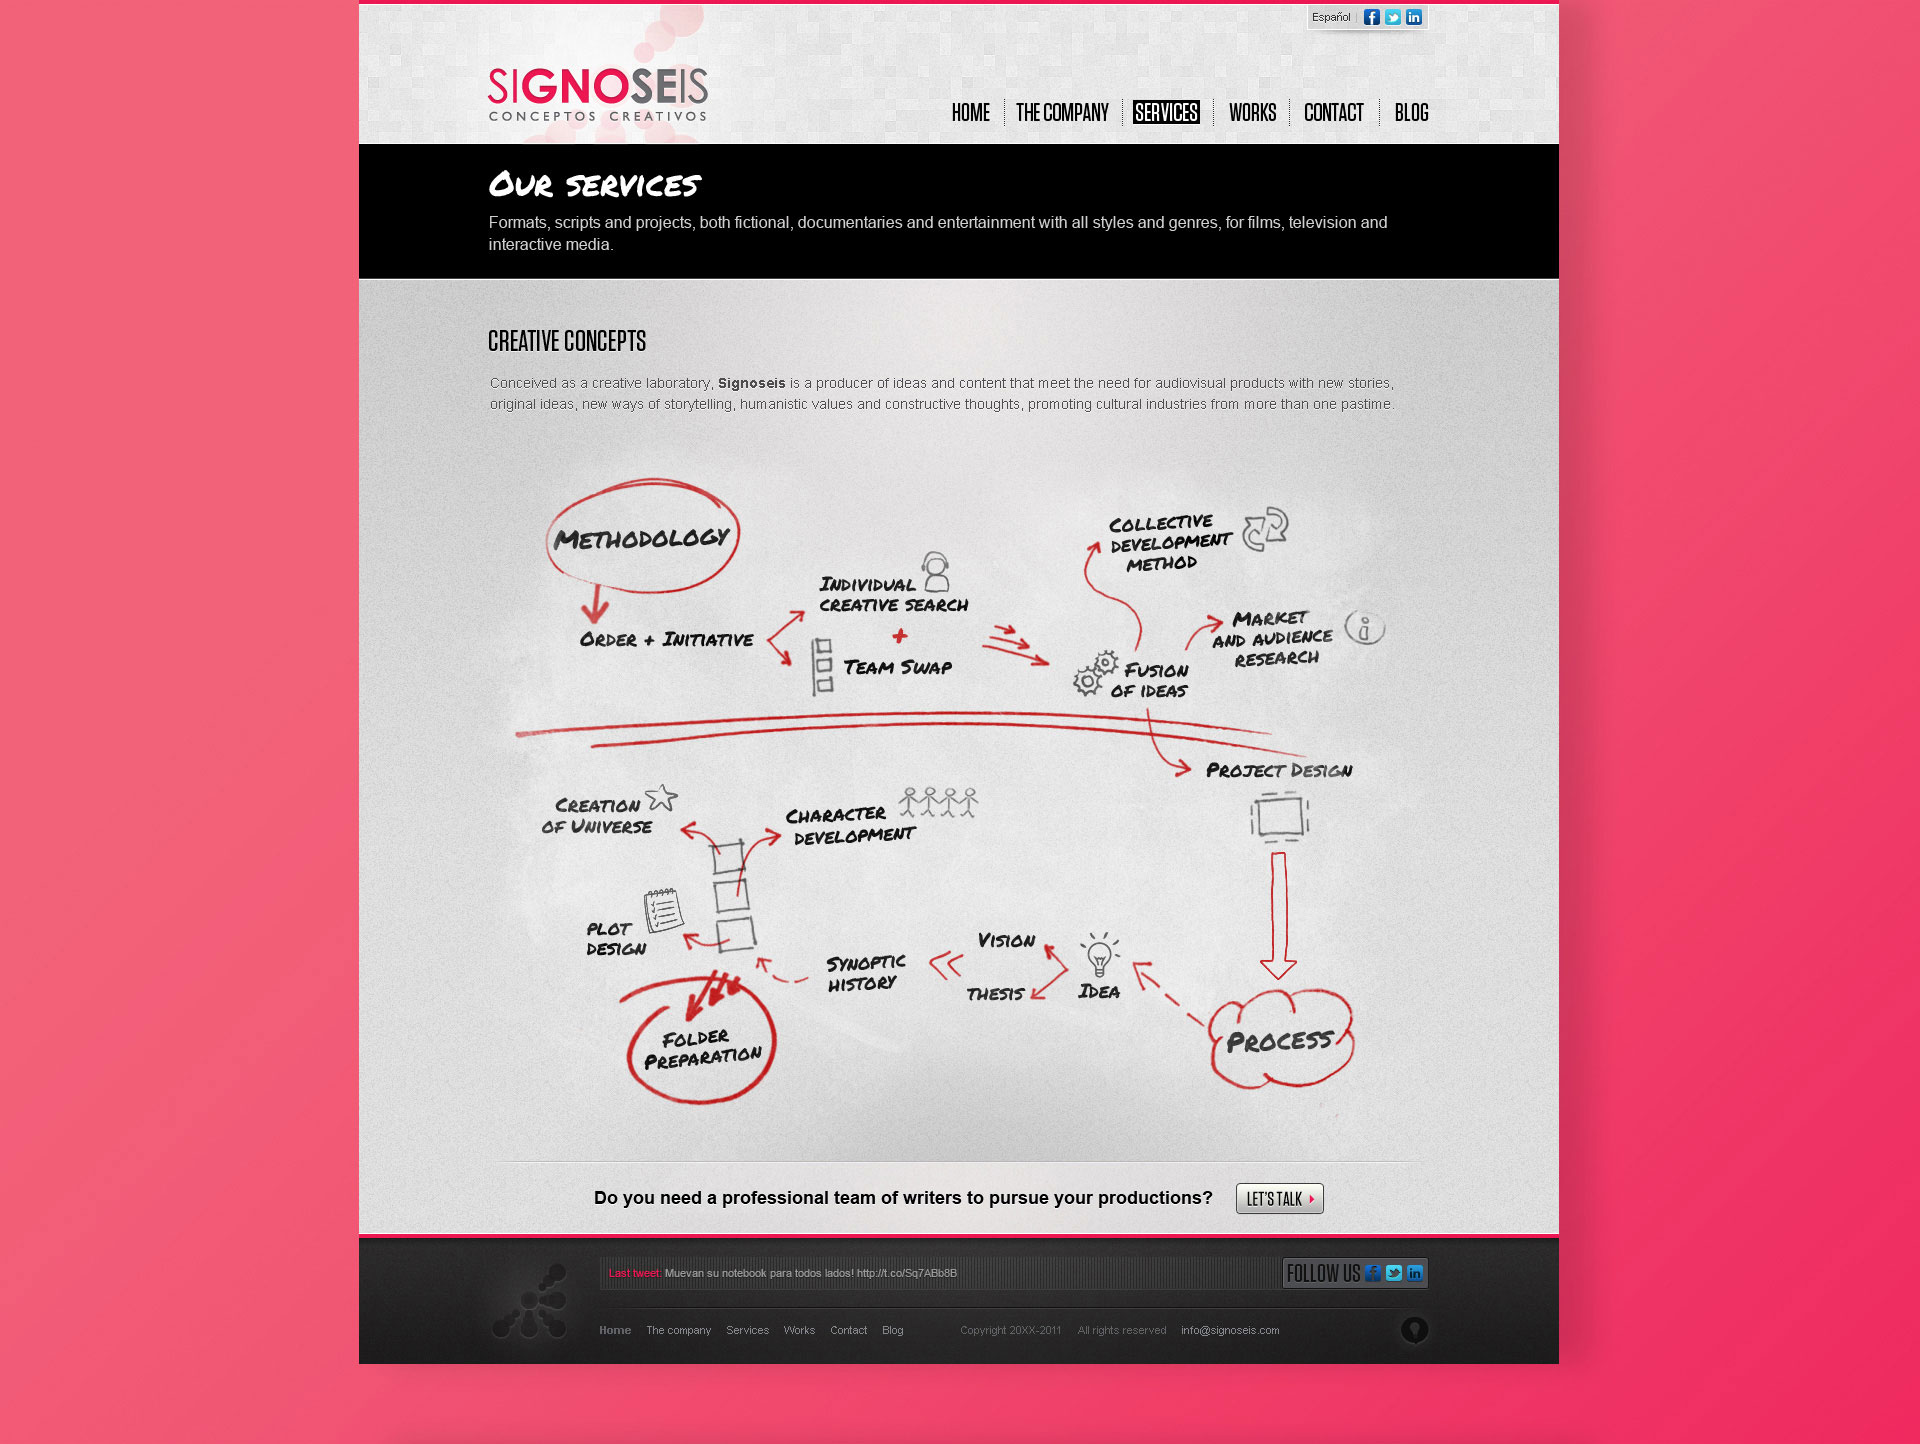 Español
SIGNOSEIS
CONCEPTOS CREATIVOS
HOME THE COMPANY SERVICES WORKS CONTACT BLOG
OUR SERVICES
Formats, scripts and projects, both fictional, documentaries and entertainment with all styles and genres, for films, television and
interactive media.
CREATIVE CONCEPTS
Conceived as a creative laboratory, Signoseis is a producer of ideas and content that meet the need for audiovisual products with new stories,
original ideas, new ways of storytelling, humanistic values and constructive thoughts, promoting cultural industries from more than one pastime.
METHODOLOGY
ORDER + INITIATIVE
INDIVIDUAL
CREATIVE SEARCH
+
TEAM SWAP
COLLECTIVE
DEVELOPMENT
METHOD
MARKET
AND AUDIENCE
RESEARCH
FUSION
OF IDEAS
PROJECT DESIGN
CREATION
OF UNIVERSE
CHARACTER
DEVELOPMENT
PLOT
DESIGN
SYNOPTIC
HISTORY
VISION
THESIS
IDEA
PROCESS
FOLDER
PREPARATION
Do you need a professional team of writers to pursue your productions? LET'S TALK
Last tweet: Muevan su notebook para todos lados! http://t.co/Sq7ABb8B
FOLLOW US
Home The company Services Works Contact Blog Copyright 20XX-2011 All rights reserved info@signoseis.com